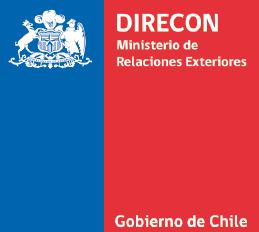 DIRECON
Ministerio de
Relaciones Exteriores
Gobierno de Chile